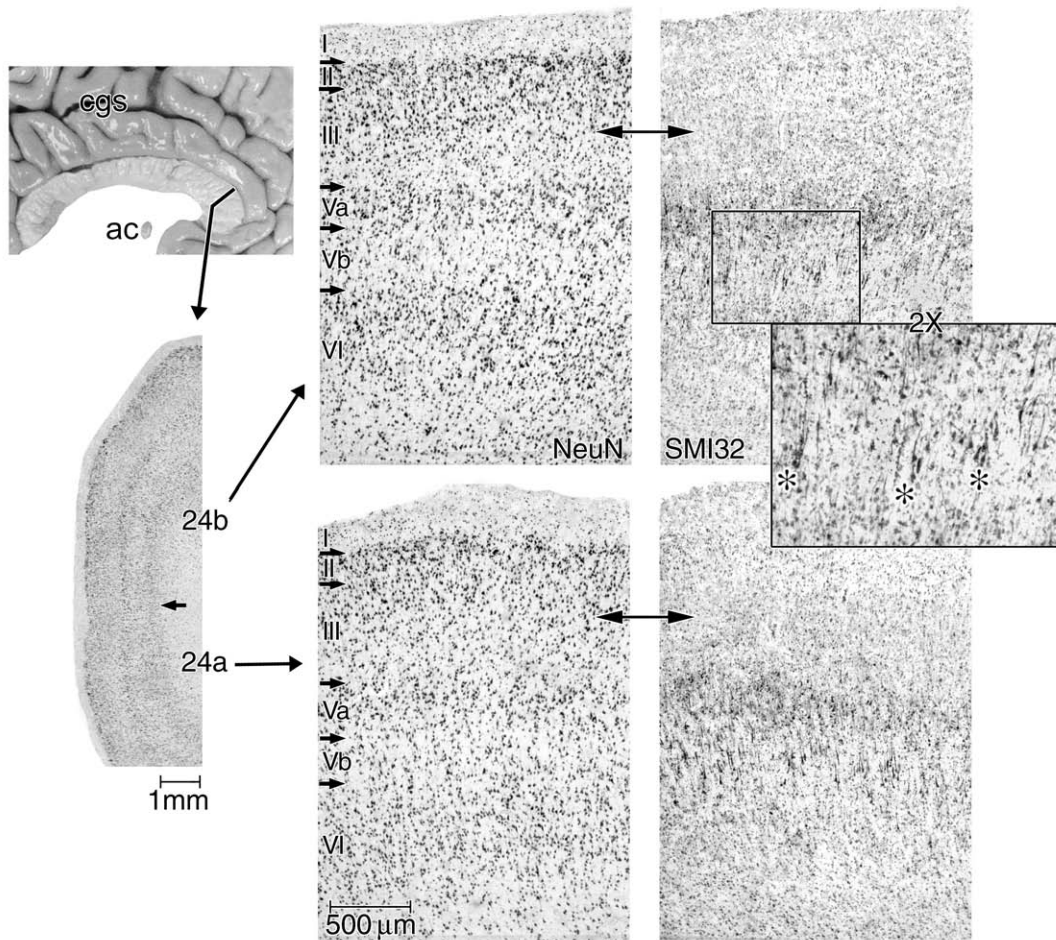 cgs
ac
24b
24a
1mm
I
II
III
Va
Vb
VI
NeuN
SMI32
2X
* * *
I
II
III
Va
Vb
VI
500 µm